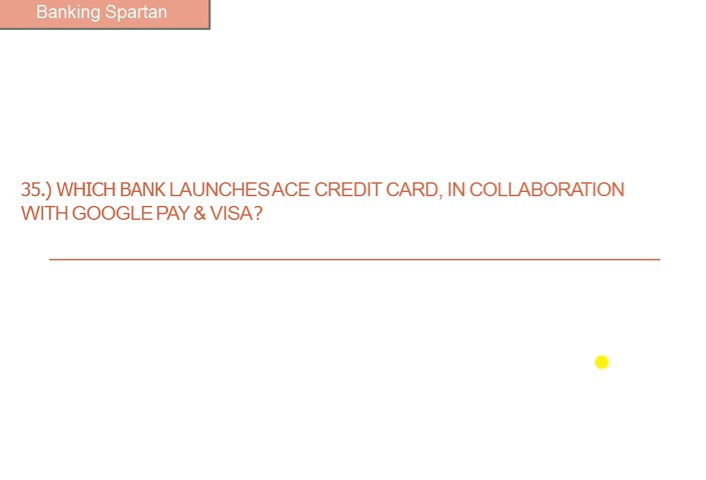 Banking Spartan
35.) WHICH BANK LAUNCHES ACE CREDIT CARD, IN COLLABORATION
WITH GOOGLE PAY & VISA?